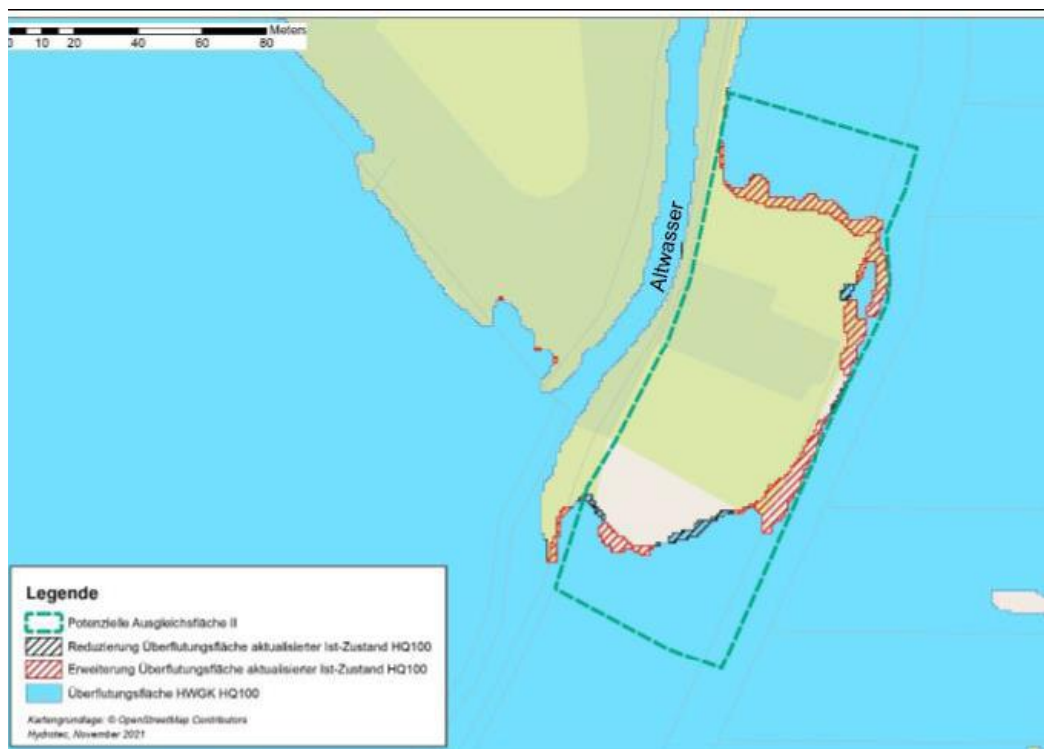 Meters
0 10 20 40 60 80
Altwasser
Legende
Potenzielle Ausgleichsfläche II
Reduzierung Überflutungsfläche aktualisierter Ist-Zustand HQ100
Erweiterung Überflutungsfläche aktualisierter Ist-Zustand HQ100
Überflutungsfläche HWGK HQ100
Kartengrundlage: © OpenStreetMap Contributors
Hydrotec, November 2021